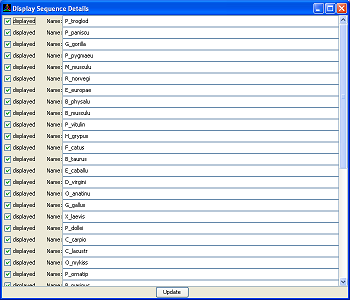 Display Sequence Details
displayed Name: P_troglod
displayed Name: P_paniscu
displayed Name: G_gorilla
displayed Name: P_pygmaeu
displayed Name: M_musculu
displayed Name: R_norvegi
displayed Name: E_europae
displayed Name: B_physalu
displayed Name: B_musculu
displayed Name: P_vitulin
displayed Name: H_grypus
displayed Name: F_catus
displayed Name: B_taurus
displayed Name: E_caballu
displayed Name: D_virgini
displayed Name: O_anatinu
displayed Name: G_gallus
displayed Name: X_laevis
displayed Name: P_dolloi
displayed Name: C_carpio
displayed Name: C_laustr
displayed Name: O_mykiss
displayed Name: P_ornatip
displayed Name: P_marinus
Update